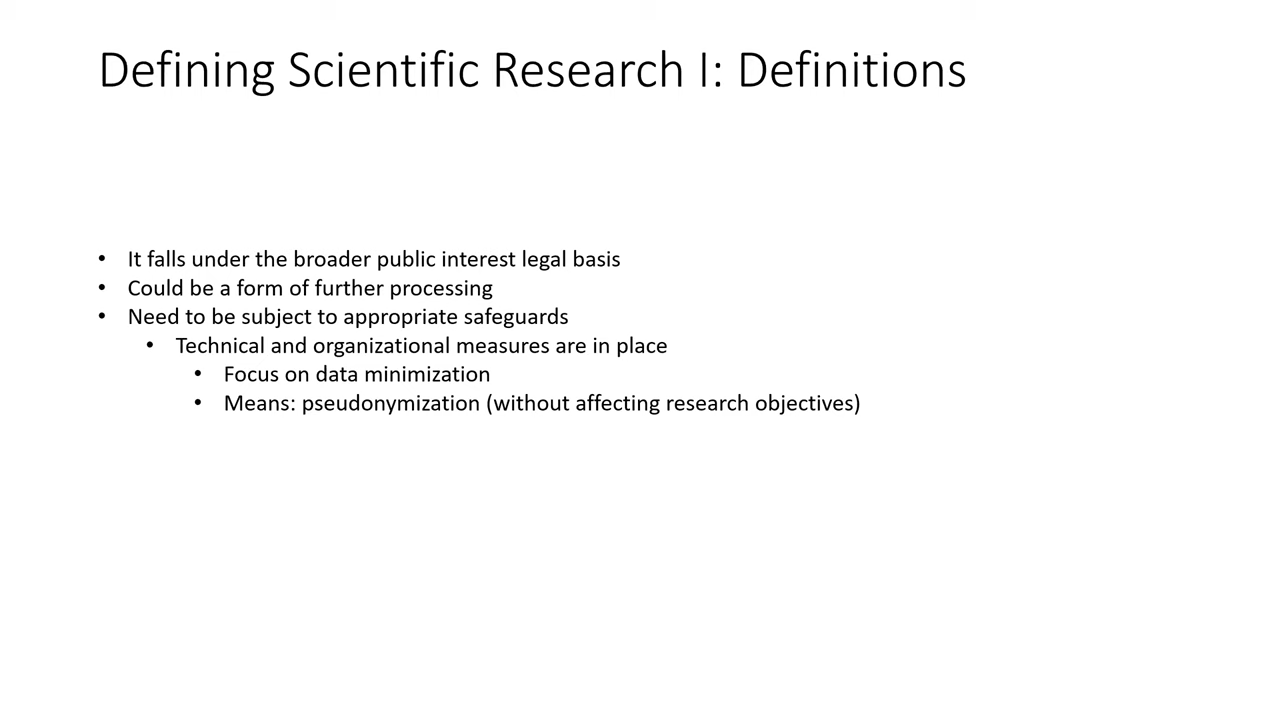 Defining Scientific Research I: Definitions
• It falls under the broader public interest legal basis
• Could be a form of further processing
• Need to be subject to appropriate safeguards
• Technical and organizational measures are in place
• Focus on data minimization
• Means: pseudonymization (without affecting research objectives)